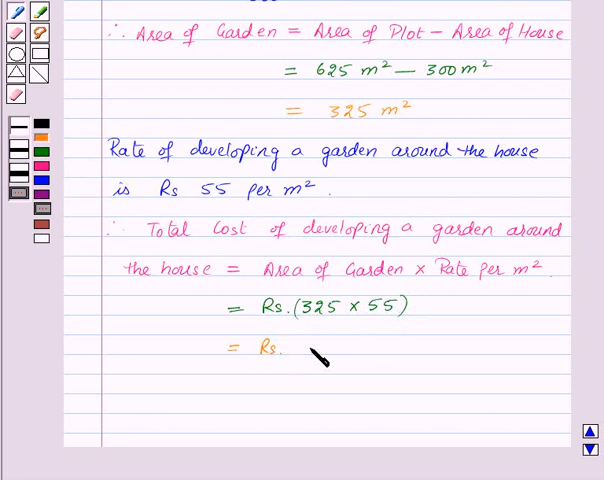 ∴ Area of Garden = Area of Plot − Area of House
= 625 m² − 300 m²
= 325 m²
Rate of developing a garden around the house
is Rs 55 per m².
∴ Total Cost of developing a garden around
the house = Area of Garden × Rate per m².
= Rs. (325 × 55)
= Rs.